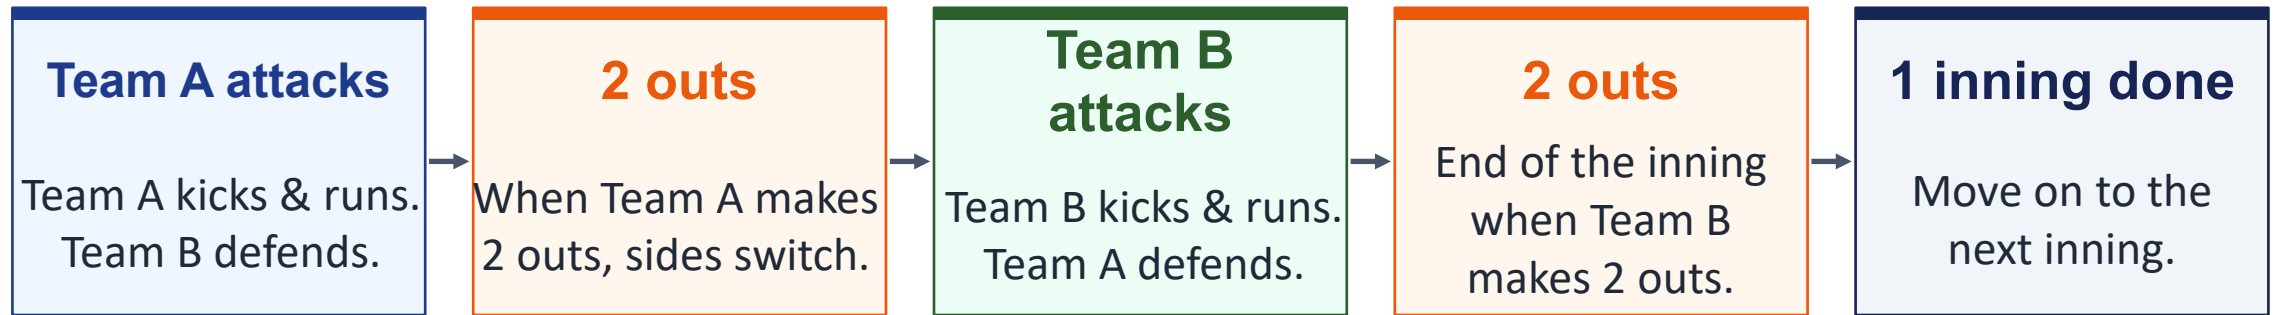 Team A attacks
Team A kicks & runs.
Team B defends.
2 outs
When Team A makes
2 outs, sides switch.
Team B
attacks
Team B kicks & runs.
Team A defends.
2 outs
End of the inning
when Team B
makes 2 outs.
1 inning done
Move on to the
next inning.